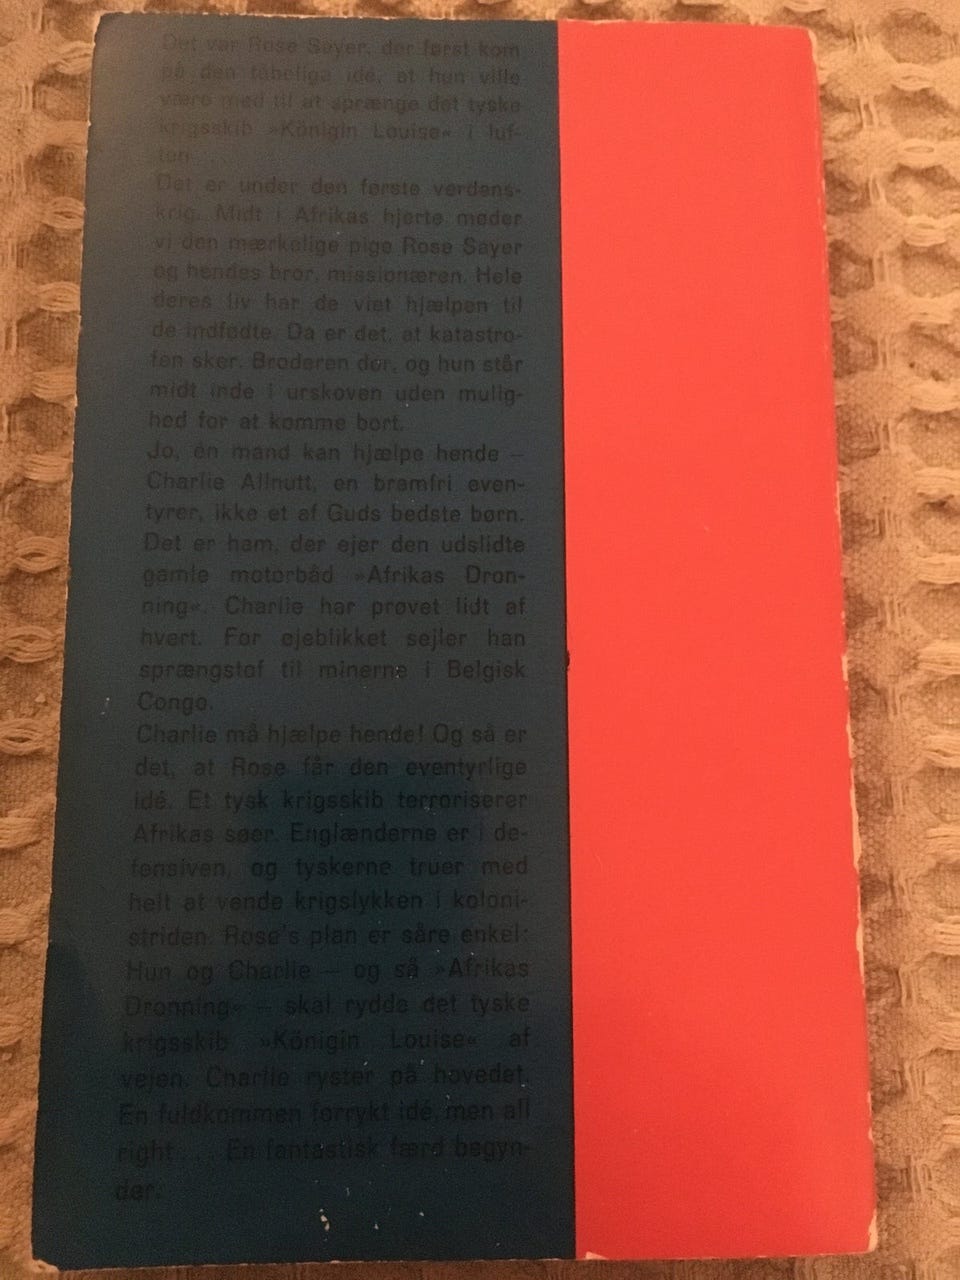 Det var Rose Sayer, der først kom
på den tåbelige idé, at hun ville
være med til at sprænge det tyske
krigsskib »Königin Louise« i luf-
ten . . .
Det er under den første verdens-
krig. Midt i Afrikas hjerte møder
vi den mærkelige pige Rose Sayer
og hendes bror, missionæren. Hele
deres liv har de viet hjælpen til
de indfødte. Da er det, at katastro-
fen sker. Broderen dør, og hun står
midt inde i urskoven uden mulig-
hed for at komme bort.
Jo, én mand kan hjælpe hende –
Charlie Allnutt, en bramfri even-
tyrer, ikke et af Guds bedste børn.
Det er ham, der ejer den udslidte
gamle motorbåd »Afrikas Dron-
ning«. Charlie har prøvet lidt af
hvert. For øjeblikket sejler han
sprængstof til minerne i Belgisk
Congo.
Charlie må hjælpe hende! Og så er
det, at Rose får den eventyrlige
idé. Et tysk krigsskib terroriserer
Afrikas søer. Englænderne er i de-
fensiven, og tyskerne truer med
helt at vende krigslykken i koloni-
striden. Rose's plan er såre enkel:
Hun og Charlie – og så »Afrikas
Dronning« – skal rydde det tyske
krigsskib »Königin Louise« af
vejen. Charlie ryster på hovedet.
En fuldkommen forrykt idé, men all
right . . . En fantastisk færd begyn-
der.